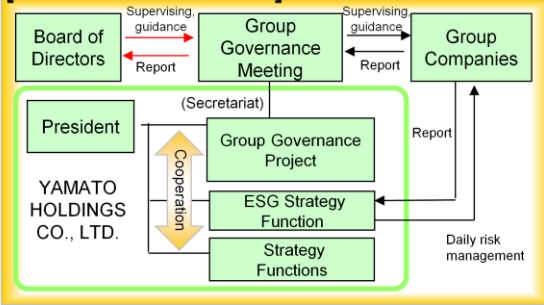 Supervising,
guidance
Supervising,
guidance
Board of
Directors
Group
Governance
Meeting
Group
Companies
Report
Report
(Secretariat)
President
Group Governance
Project
Report
Cooperation
YAMATO
HOLDINGS
CO., LTD.
ESG Strategy
Function
Strategy
Functions
Daily risk
management